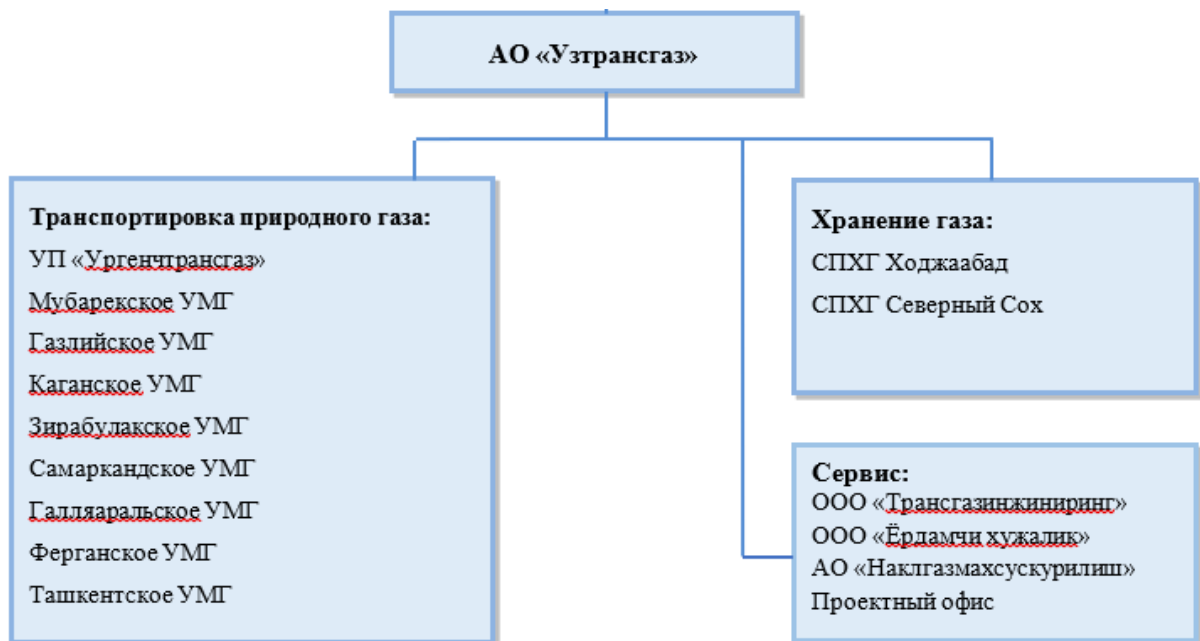 АО «Узтрансгаз»
Транспортировка природного газа:
УП «Ургенчтрансгаз»
Мубарекское УМГ
Газлийское УМГ
Каганское УМГ
Зирабулакское УМГ
Самаркандское УМГ
Галляаральское УМГ
Ферганское УМГ
Ташкентское УМГ
Хранение газа:
СПХГ Ходжаабад
СПХГ Северный Сох
Сервис:
ООО «Трансгазинжиниринг»
ООО «Ёрдамчи хужалик»
АО «Наклгазмахсускурилиш»
Проектный офис